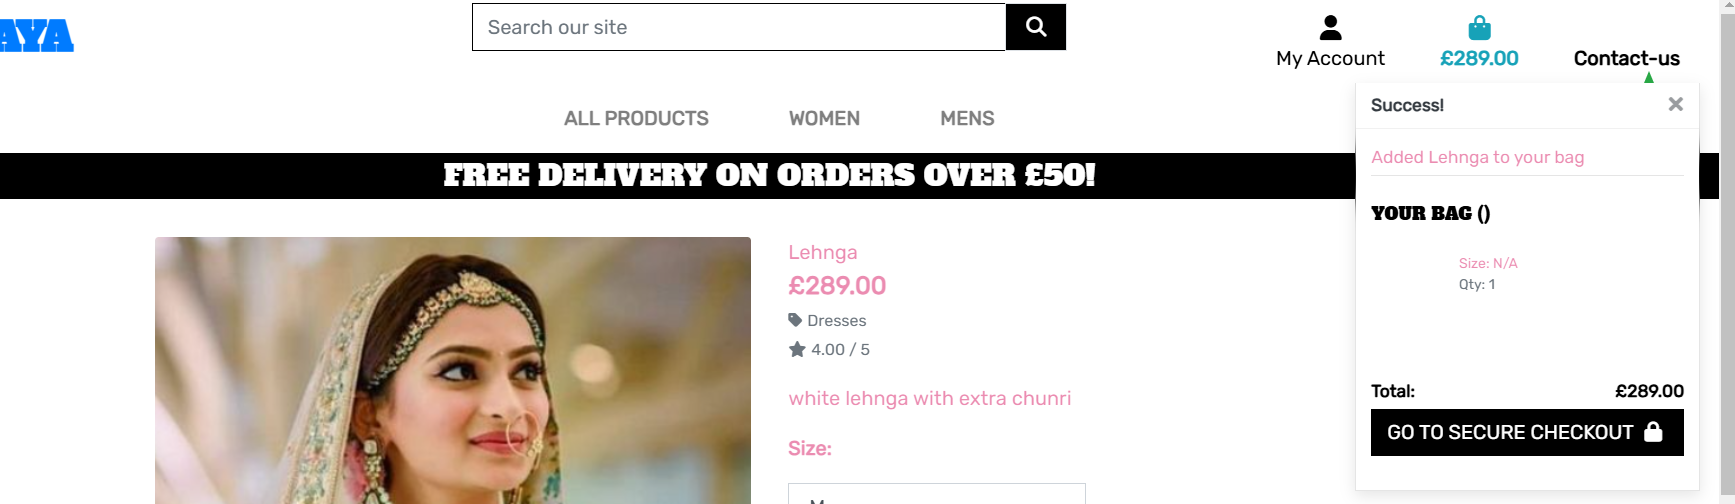 AYA
Search our site
My Account
£289.00
Contact-us
ALL PRODUCTS
WOMEN
MENS
FREE DELIVERY ON ORDERS OVER £50!
Lehnga
£289.00
Dresses
4.00 / 5
white lehnga with extra chunri
Size:
Success!
×
Added Lehnga to your bag
YOUR BAG ()
Size: N/A
Qty: 1
Total: £289.00
GO TO SECURE CHECKOUT